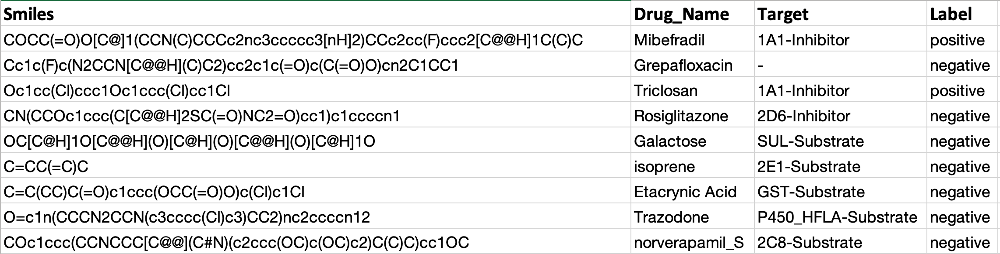 Smiles Drug_Name Target Label
COCC(=O)O[C@]1(CCN(C)CCCc2nc3ccccc3[nH]2)CCc2cc(F)ccc2[C@@H]1C(C)C Mibefradil 1A1-Inhibitor positive
Cc1c(F)c(N2CCN[C@@H](C)C2)cc2c1c(=O)c(C(=O)O)cn2C1CC1 Grepafloxacin - negative
Oc1cc(Cl)ccc1Oc1ccc(Cl)cc1Cl Triclosan 1A1-Inhibitor positive
CN(CCOc1ccc(C[C@@H]2SC(=O)NC2=O)cc1)c1ccccn1 Rosiglitazone 2D6-Inhibitor negative
OC[C@H]1O[C@@H](O)[C@H](O)[C@@H](O)[C@H]1O Galactose SUL-Substrate negative
C=CC(=C)C isoprene 2E1-Substrate negative
C=C(CC)C(=O)c1ccc(OCC(=O)O)c(Cl)c1Cl Etacrynic Acid GST-Substrate negative
O=c1n(CCCN2CCN(c3cccc(Cl)c3)CC2)nc2ccccn12 Trazodone P450_HFLA-Substrate negative
COc1ccc(CCNCCC[C@@](C#N)(c2ccc(OC)c(OC)c2)C(C)C)cc1OC norverapamil_S 2C8-Substrate negative